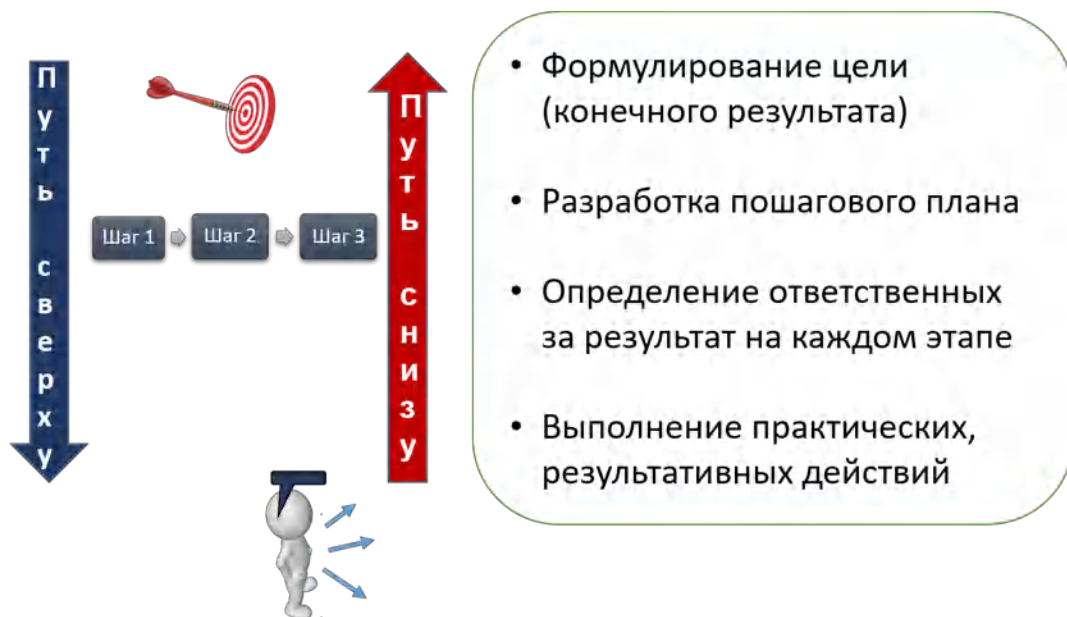 Путь сверху
Шаг 1
Шаг 2
Шаг 3
Путь снизу
• Формулирование цели
(конечного результата)
• Разработка пошагового плана
• Определение ответственных
за результат на каждом этапе
• Выполнение практических,
результативных действий